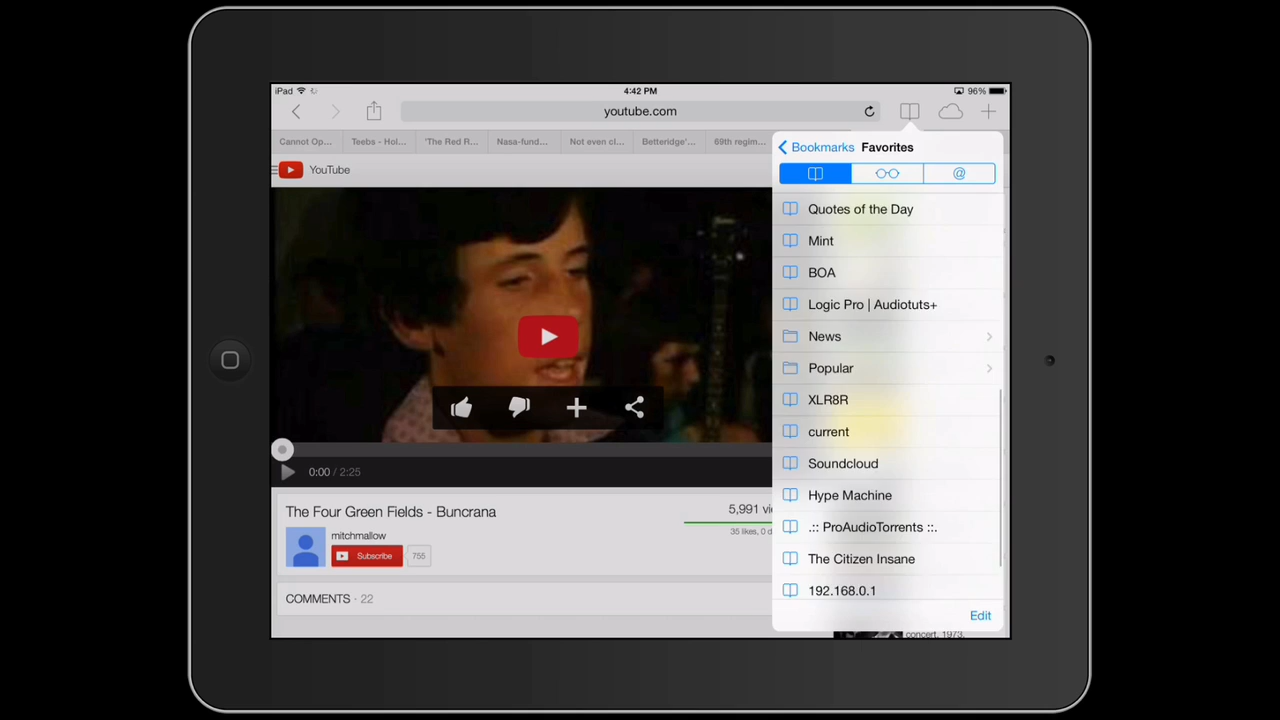 iPad 4:42 PM 96%
youtube.com
Cannot Op... Teebs - Hol... 'The Red R... Nasa-fund... Not even cl... Betteridge'... 69th regim...
Bookmarks Favorites
@
YouTube
Quotes of the Day
Mint
BOA
Logic Pro | Audiotuts+
News
Popular
XLR8R
current
Soundcloud
Hype Machine
.:: ProAudioTorrents ::.
The Citizen Insane
192.168.0.1
Edit
0:00 / 2:25
The Four Green Fields - Buncrana
5,991 vi
35 likes, 0 d
mitchmallow
Subscribe 755
COMMENTS · 22
concert, 1973.